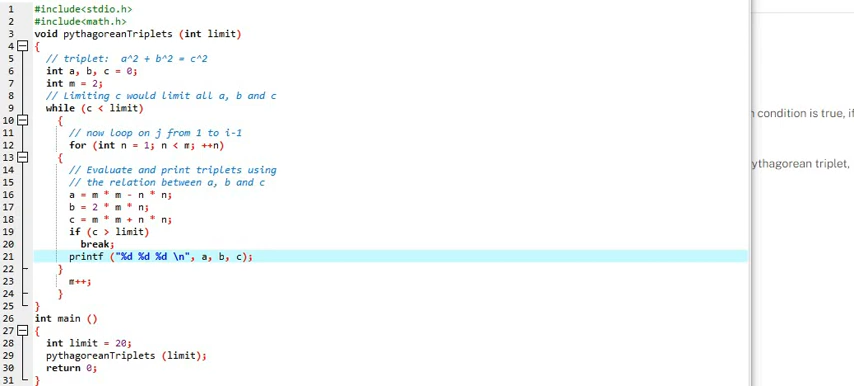 1 #include<stdio.h>
2 #include<math.h>
3 void pythagoreanTriplets (int limit)
4 {
5 // triplet: a^2 + b^2 = c^2
6 int a, b, c = 0;
7 int m = 2;
8 // Limiting c would limit all a, b and c
9 while (c < limit)
10 {
11 // now loop on j from 1 to i-1
12 for (int n = 1; n < m; ++n)
13 {
14 // Evaluate and print triplets using
15 // the relation between a, b and c
16 a = m * m - n * n;
17 b = 2 * m * n;
18 c = m * m + n * n;
19 if (c > limit)
20 break;
21 printf ("%d %d %d \n", a, b, c);
22 }
23 m++;
24 }
25 }
26 int main ()
27 {
28 int limit = 20;
29 pythagoreanTriplets (limit);
30 return 0;
31 }
condition is true, if
ythagorean triplet,